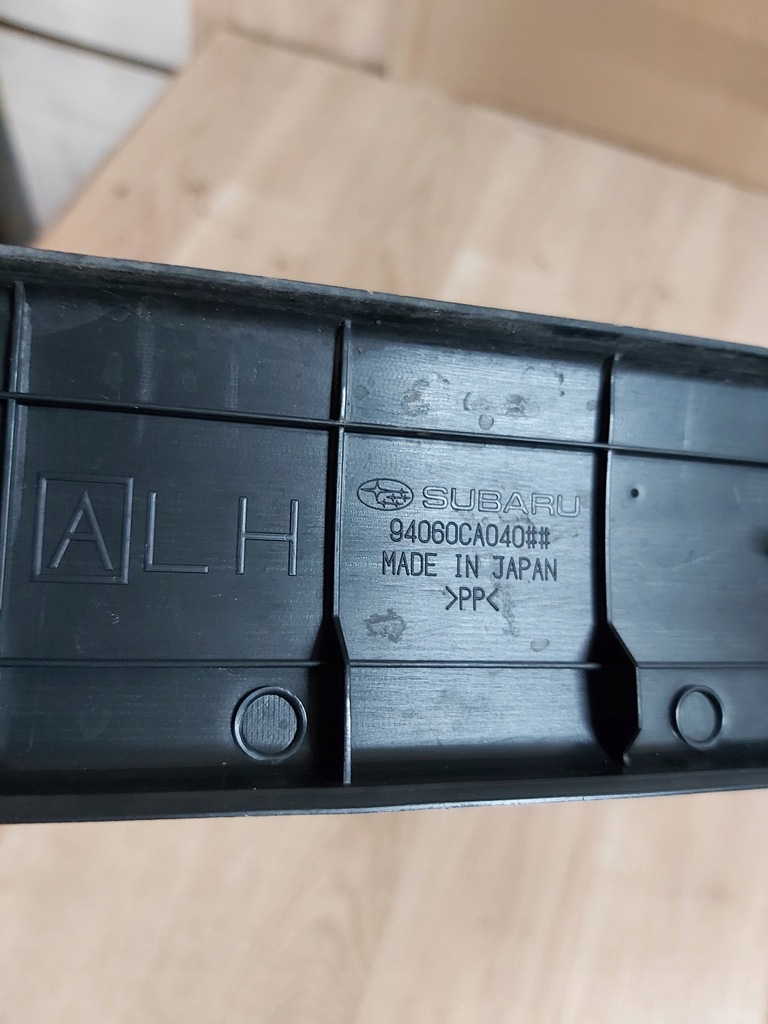 A LH
SUBARU
94060CA040##
MADE IN JAPAN
>PP<